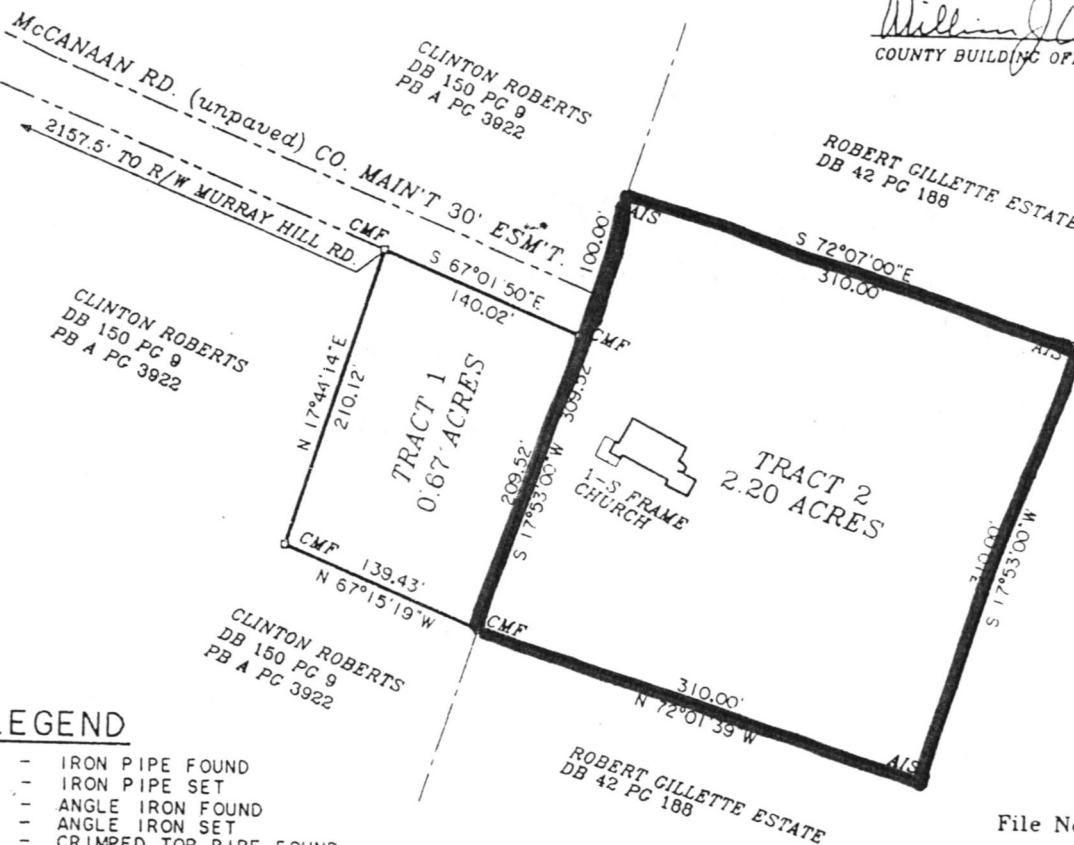 COUNTY BUILDING
McCANAAN RD. (unpaved) CO. MAIN'T 30' ESM'T.
2157.5' TO R/W MURRAY HILL RD.
CLINTON ROBERTS
DB 150 PG 9
PB A PG 3922
ROBERT GILLETTE ESTATE
DB 42 PG 188
CMF
S 67°01'50"E
140.02'
100.00'
AIS
S 72°07'00"E
310.00'
AIS
CLINTON ROBERTS
DB 150 PG 9
PB A PG 3922
N 17°44'14"E
210.12'
TRACT 1
0.67 ACRES
CMF
309.52'
209.52'
S 17°53'00"W
1-S FRAME
CHURCH
TRACT 2
2.20 ACRES
310.00'
S 17°53'00"W
CMF
139.43'
N 67°15'19"W
CMF
310.00'
N 72°01'39"W
AIS
CLINTON ROBERTS
DB 150 PG 9
PB A PG 3922
ROBERT GILLETTE ESTATE
DB 42 PG 188
LEGEND
- IRON PIPE FOUND
- IRON PIPE SET
- ANGLE IRON FOUND
- ANGLE IRON SET
- CRIMPED TOP PIPE FOUND
File No